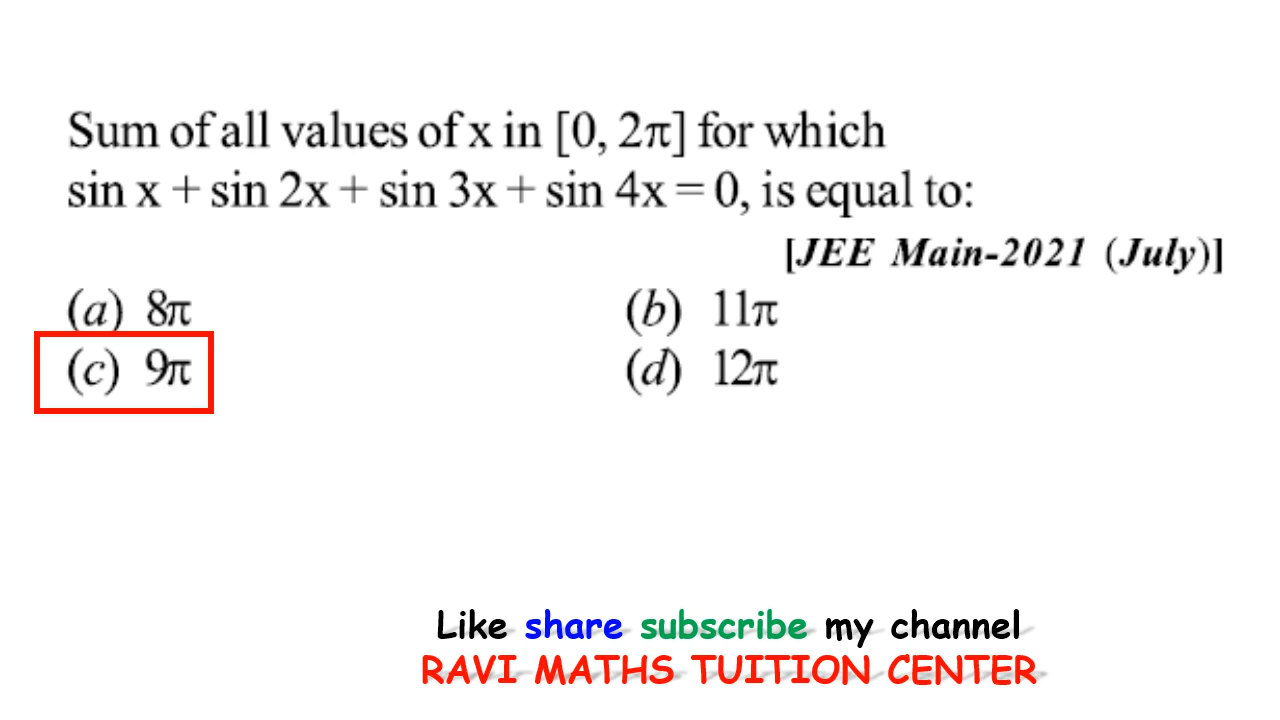 Sum of all values of x in [0, 2π] for which
sin x + sin 2x + sin 3x + sin 4x = 0, is equal to:
[JEE Main-2021 (July)]
(a) 8π (b) 11π
(c) 9π (d) 12π
Like share subscribe my channel
RAVI MATHS TUITION CENTER